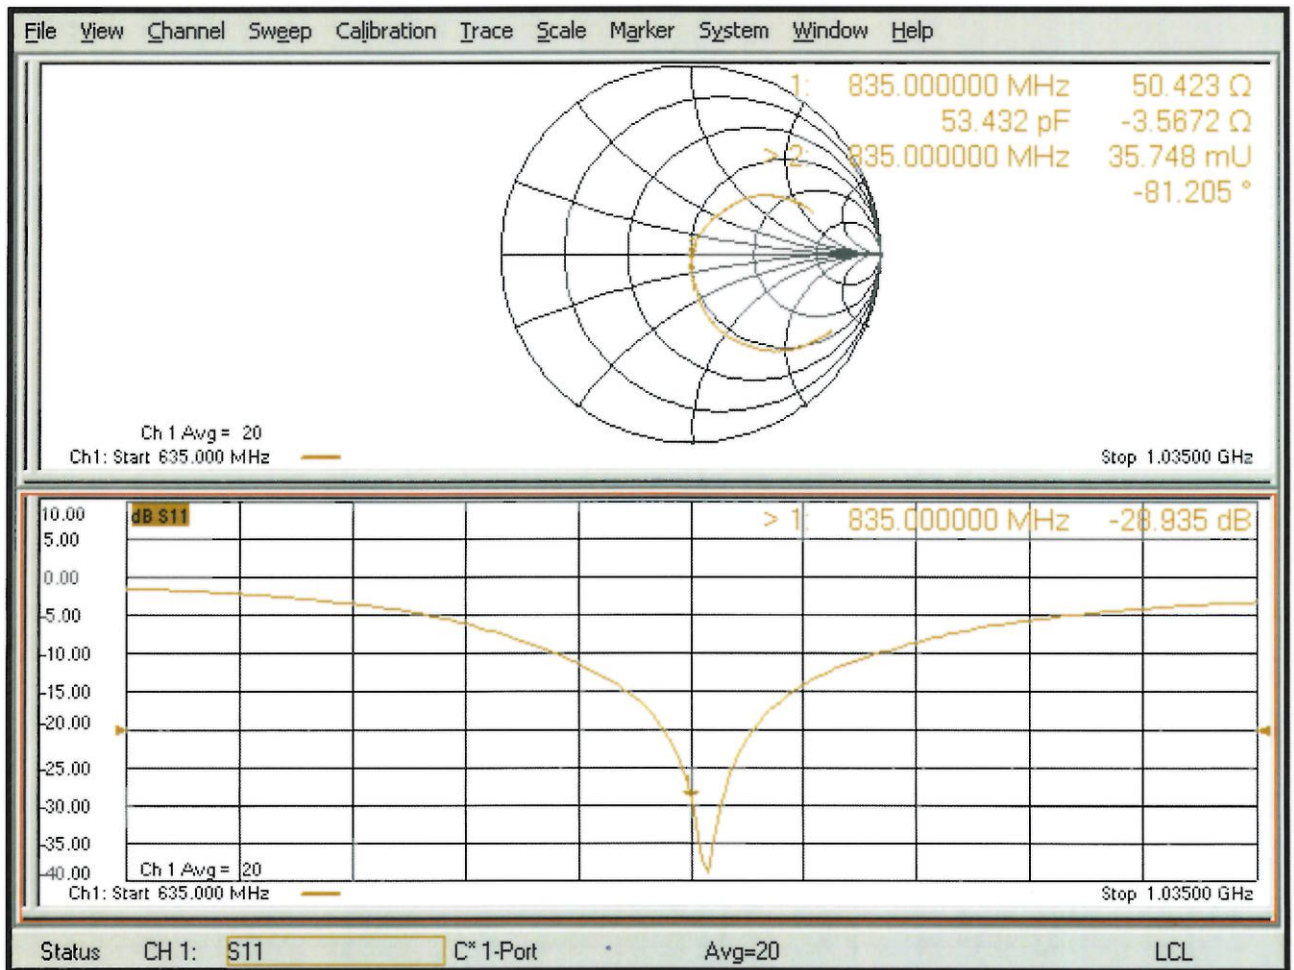 File View Channel Sweep Calibration Trace Scale Marker System Window Help
1: 835.000000 MHz 50.423 Ω
53.432 pF -3.5672 Ω
> 2: 835.000000 MHz 35.748 mU
-81.205 °
Ch 1 Avg = 20
Ch1: Start 635.000 MHz
Stop 1.03500 GHz
10.00
dB S11
> 1: 835.000000 MHz -28.935 dB
5.00
0.00
-5.00
-10.00
-15.00
-20.00
-25.00
-30.00
-35.00
-40.00
Ch 1 Avg = 20
Ch1: Start 635.000 MHz
Stop 1.03500 GHz
Status CH 1: S11 C* 1-Port Avg=20 LCL